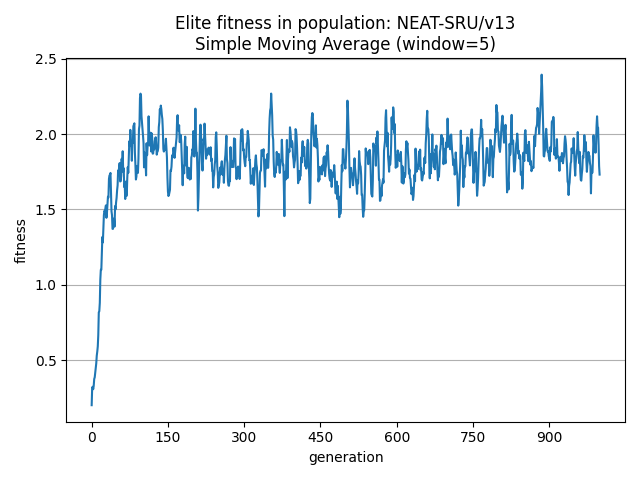 Elite fitness in population: NEAT-SRU/v13
Simple Moving Average (window=5)
2.5
2.0
1.5
1.0
0.5
fitness
0 150 300 450 600 750 900
generation